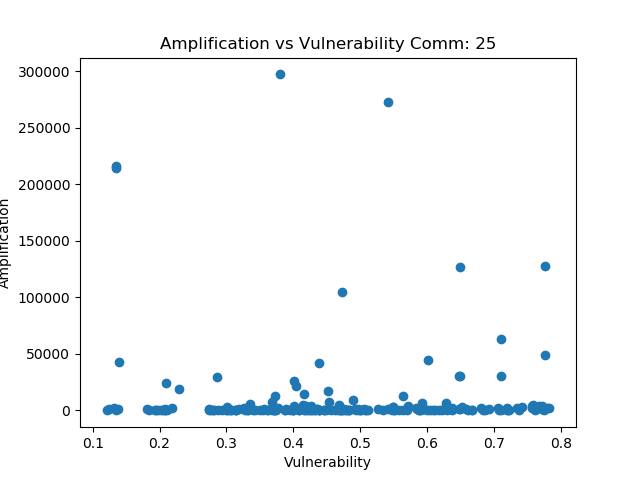 Amplification vs Vulnerability Comm: 25
300000
250000
200000
150000
100000
50000
0
Amplification
0.1 0.2 0.3 0.4 0.5 0.6 0.7 0.8
Vulnerability